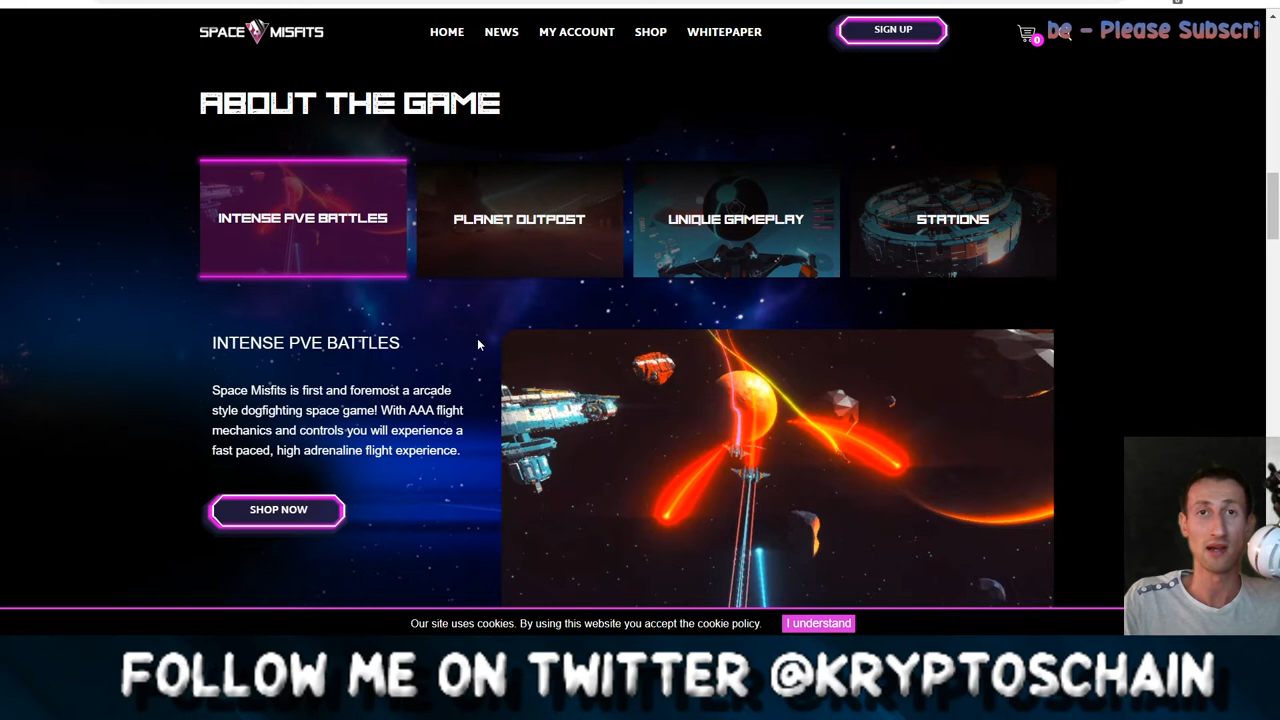 SPACE MISFITS
HOME NEWS MY ACCOUNT SHOP WHITEPAPER
SIGN UP
0
be - Please Subscri
ABOUT THE GAME
INTENSE PVE BATTLES
PLANET OUTPOST
UNIQUE GAMEPLAY
STATIONS
INTENSE PVE BATTLES
Space Misfits is first and foremost a arcade
style dogfighting space game! With AAA flight
mechanics and controls you will experience a
fast paced, high adrenaline flight experience.
SHOP NOW
Our site uses cookies. By using this website you accept the cookie policy.
I understand
FOLLOW ME ON TWITTER @KRYPTOSCHAIN